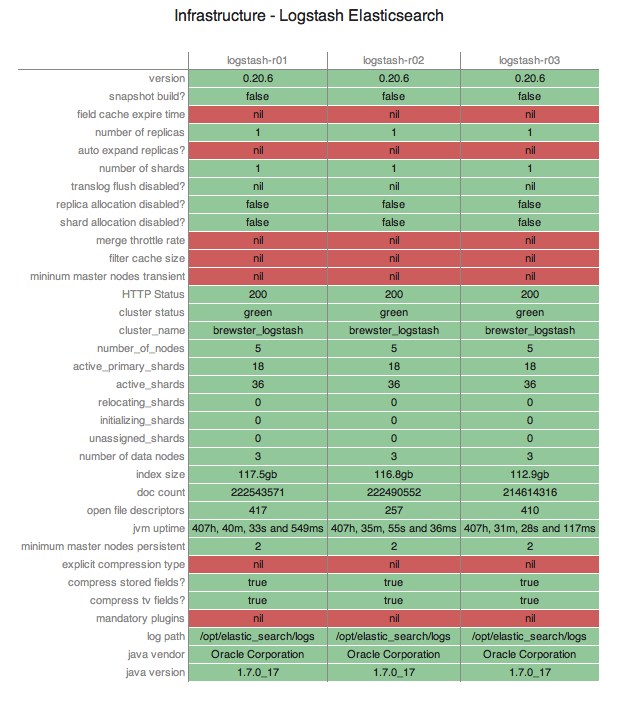 Infrastructure - Logstash Elasticsearch
logstash-r01 logstash-r02 logstash-r03
version 0.20.6 0.20.6 0.20.6
snapshot build? false false false
field cache expire time nil nil nil
number of replicas 1 1 1
auto expand replicas? nil nil nil
number of shards 1 1 1
translog flush disabled? nil nil nil
replica allocation disabled? false false false
shard allocation disabled? false false false
merge throttle rate nil nil nil
filter cache size nil nil nil
mininum master nodes transient nil nil nil
HTTP Status 200 200 200
cluster status green green green
cluster_name brewster_logstash brewster_logstash brewster_logstash
number_of_nodes 5 5 5
active_primary_shards 18 18 18
active_shards 36 36 36
relocating_shards 0 0 0
initializing_shards 0 0 0
unassigned_shards 0 0 0
number of data nodes 3 3 3
index size 117.5gb 116.8gb 112.9gb
doc count 222543571 222490552 214614316
open file descriptors 417 257 410
jvm uptime 407h, 40m, 33s and 549ms 407h, 35m, 55s and 36ms 407h, 31m, 28s and 117ms
minimum master nodes persistent 2 2 2
explicit compression type nil nil nil
compress stored fields? true true true
compress tv fields? true true true
mandatory plugins nil nil nil
log path /opt/elastic_search/logs /opt/elastic_search/logs /opt/elastic_search/logs
java vendor Oracle Corporation Oracle Corporation Oracle Corporation
java version 1.7.0_17 1.7.0_17 1.7.0_17